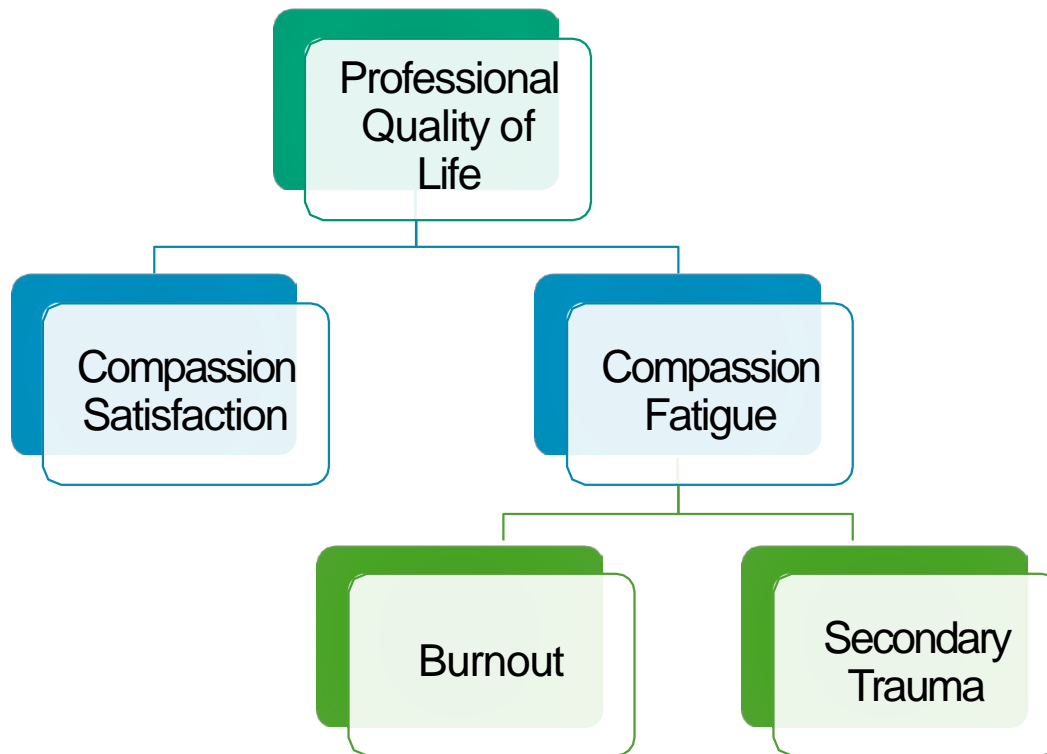 Professional
Quality of
Life
Compassion
Satisfaction
Compassion
Fatigue
Burnout
Secondary
Trauma